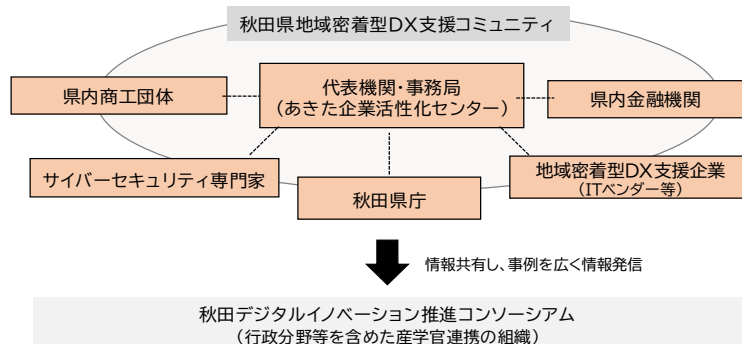 秋田県地域密着型DX支援コミュニティ
代表機関・事務局
（あきた企業活性化センター）
県内商工団体
県内金融機関
サイバーセキュリティ専門家
秋田県庁
地域密着型DX支援企業
（ITベンダー等）
情報共有し、事例を広く情報発信
秋田デジタルイノベーション推進コンソーシアム
（行政分野等を含めた産学官連携の組織）